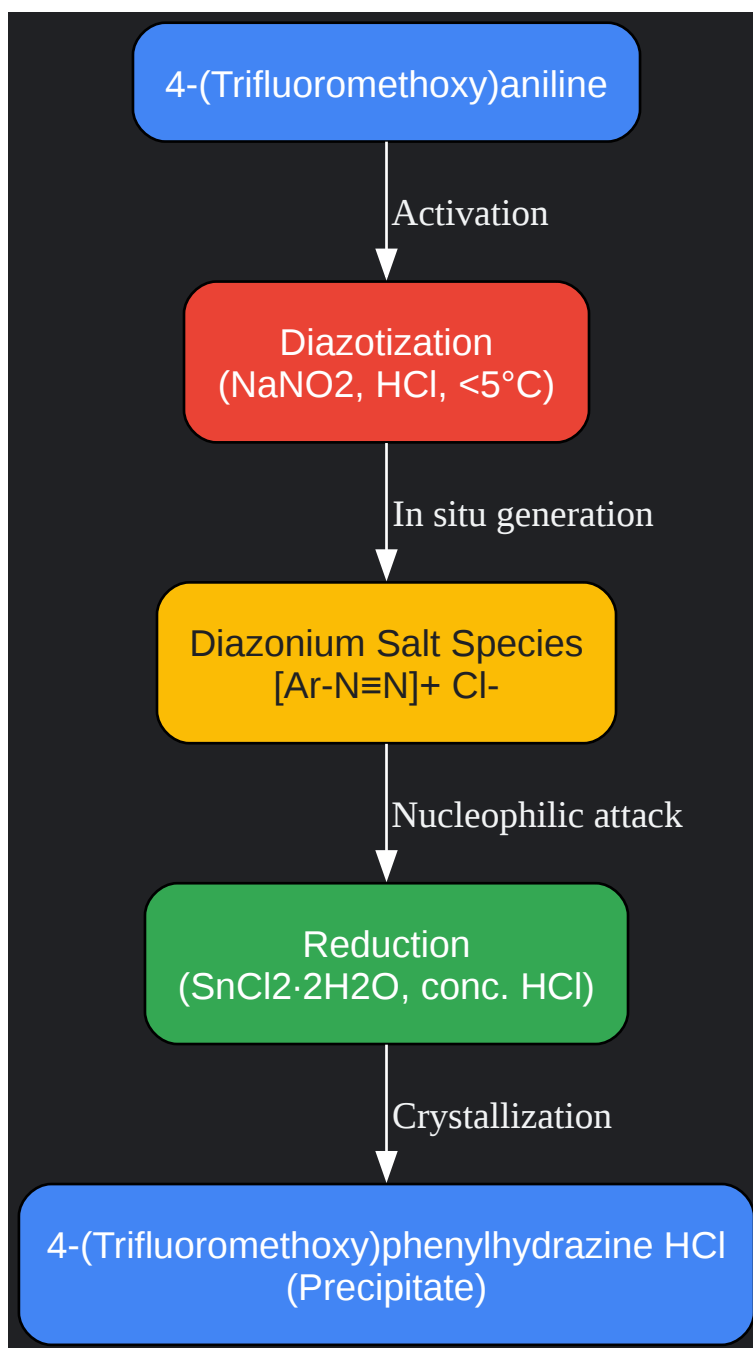 4-(Trifluoromethoxy)aniline
Activation
Diazotization
(NaNO2, HCl, <5°C)
In situ generation
Diazonium Salt Species
[Ar-N≡N]+ Cl-
Nucleophilic attack
Reduction
(SnCl2·2H2O, conc. HCl)
Crystallization
4-(Trifluoromethoxy)phenylhydrazine HCl
(Precipitate)